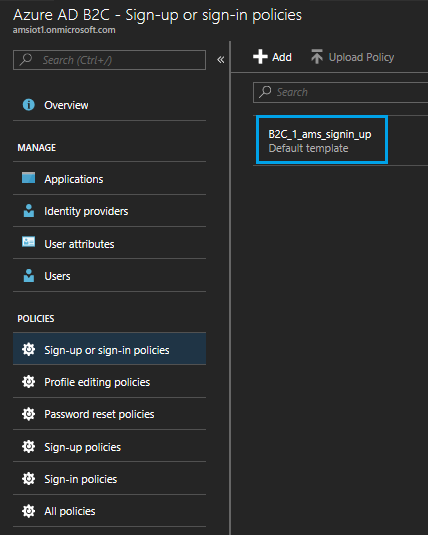 Azure AD B2C - Sign-up or sign-in policies
amsiot1.onmicrosoft.com
Search (Ctrl+/)
«
Overview
MANAGE
Applications
Identity providers
User attributes
Users
POLICIES
Sign-up or sign-in policies
Profile editing policies
Password reset policies
Sign-up policies
Sign-in policies
All policies
Add
Upload Policy
Search
B2C_1_ams_signin_up
Default template